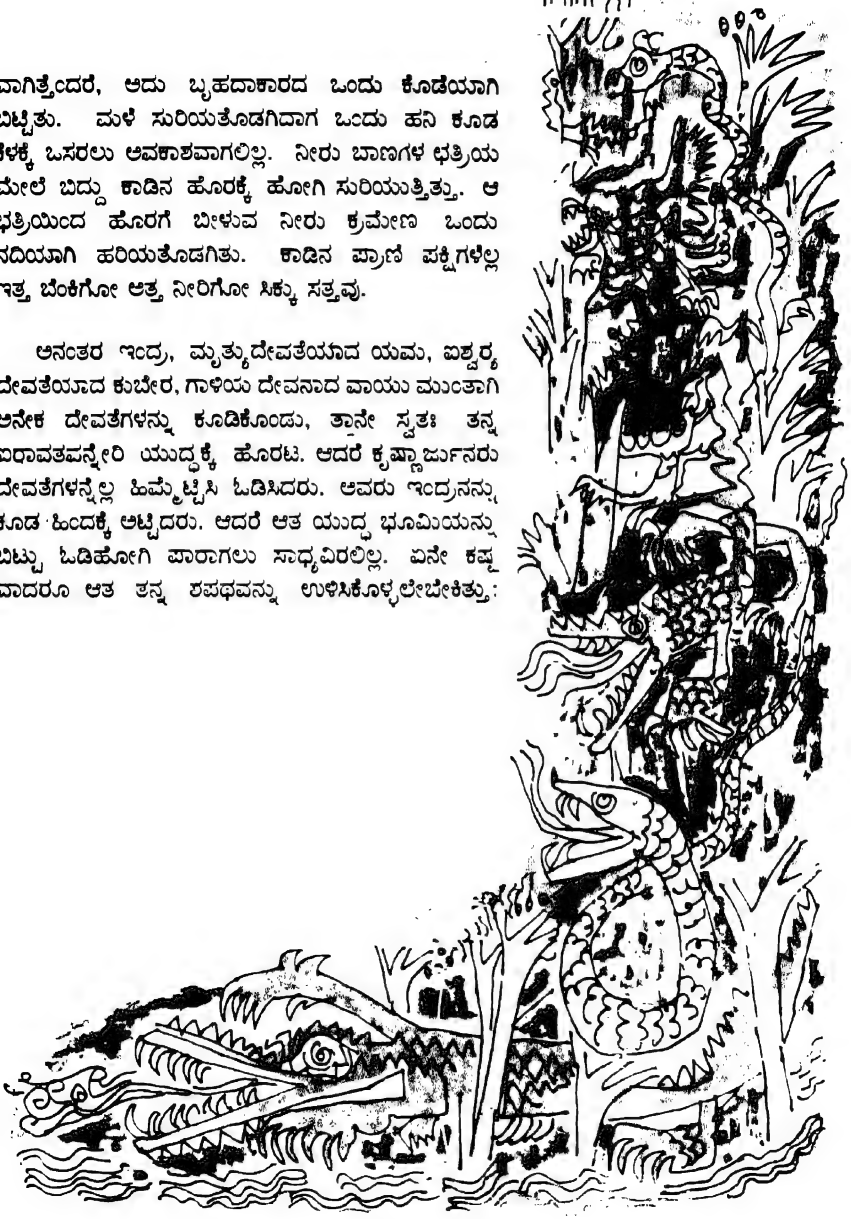 ವಾಗಿತ್ತೆಂದರೆ, ಅದು ಬೃಹದಾಕಾರದ ಒಂದು ಕೊಡೆಯಾಗಿ
ಬಿಟ್ಟಿತು. ಮಳೆ ಸುರಿಯತೊಡಗಿದಾಗ ಒಂದು ಹನಿ ಕೂಡ
ಕೆಳಕ್ಕೆ ಒಸರಲು ಅವಕಾಶವಾಗಲಿಲ್ಲ. ನೀರು ಬಾಣಗಳ ಛತ್ರಿಯ
ಮೇಲೆ ಬಿದ್ದು ಕಾಡಿನ ಹೊರಕ್ಕೆ ಹೋಗಿ ಸುರಿಯುತ್ತಿತ್ತು. ಆ
ಛತ್ರಿಯಿಂದ ಹೊರಗೆ ಬೀಳುವ ನೀರು ಕ್ರಮೇಣ ಒಂದು
ನದಿಯಾಗಿ ಹರಿಯತೊಡಗಿತು. ಕಾಡಿನ ಪ್ರಾಣಿ ಪಕ್ಷಿಗಳೆಲ್ಲ
ಇತ್ತ ಬೆಂಕಿಗೋ ಅತ್ತ ನೀರಿಗೋ ಸಿಕ್ಕು ಸತ್ತವು.
ಅನಂತರ ಇಂದ್ರ, ಮೃತ್ಯುದೇವತೆಯಾದ ಯಮ, ಐಶ್ವರ್ಯ
ದೇವತೆಯಾದ ಕುಬೇರ, ಗಾಳಿಯ ದೇವನಾದ ವಾಯು ಮುಂತಾಗಿ
ಅನೇಕ ದೇವತೆಗಳನ್ನು ಕೂಡಿಕೊಂಡು, ತಾನೇ ಸ್ವತಃ ತನ್ನ
ಐರಾವತವನ್ನೇರಿ ಯುದ್ಧಕ್ಕೆ ಹೊರಟ. ಆದರೆ ಕೃಷ್ಣಾರ್ಜುನರು
ದೇವತೆಗಳನ್ನೆಲ್ಲ ಹಿಮ್ಮೆಟ್ಟಿಸಿ ಓಡಿಸಿದರು. ಅವರು ಇಂದ್ರನನ್ನು
ಕೂಡ ಹಿಂದಕ್ಕೆ ಅಟ್ಟಿದರು. ಆದರೆ ಆತ ಯುದ್ಧ ಭೂಮಿಯನ್ನು
ಬಿಟ್ಟು ಓಡಿಹೋಗಿ ಪಾರಾಗಲು ಸಾಧ್ಯವಿರಲಿಲ್ಲ. ಏನೇ ಕಷ್ಟ
ವಾದರೂ ಆತ ತನ್ನ ಶಪಥವನ್ನು ಉಳಿಸಿಕೊಳ್ಳಲೇಬೇಕಿತ್ತು: